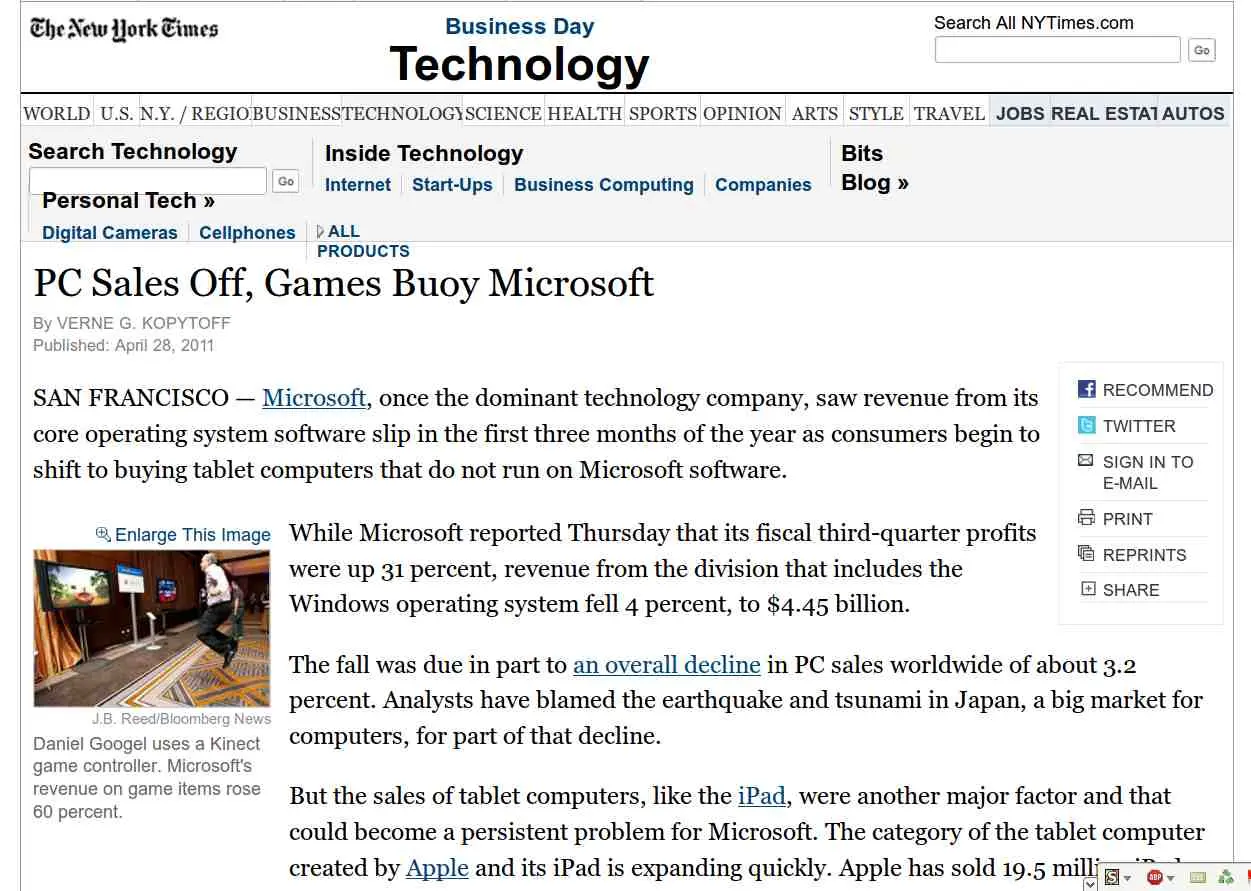 The New York Times
Business Day
Technology
Search All NYTimes.com
Go
WORLD U.S. N.Y. / REGIO BUSINESS TECHNOLOGY SCIENCE HEALTH SPORTS OPINION ARTS STYLE TRAVEL JOBS REAL ESTAT AUTOS
Search Technology
Go
Inside Technology
Internet Start-Ups Business Computing Companies
Bits
Blog »
Personal Tech »
Digital Cameras Cellphones ALL
PRODUCTS
PC Sales Off, Games Buoy Microsoft
By VERNE G. KOPYTOFF
Published: April 28, 2011
SAN FRANCISCO — Microsoft, once the dominant technology company, saw revenue from its
core operating system software slip in the first three months of the year as consumers begin to
shift to buying tablet computers that do not run on Microsoft software.
RECOMMEND
TWITTER
SIGN IN TO
E-MAIL
PRINT
REPRINTS
SHARE
Enlarge This Image
J.B. Reed/Bloomberg News
Daniel Googel uses a Kinect
game controller. Microsoft's
revenue on game items rose
60 percent.
While Microsoft reported Thursday that its fiscal third-quarter profits
were up 31 percent, revenue from the division that includes the
Windows operating system fell 4 percent, to $4.45 billion.
The fall was due in part to an overall decline in PC sales worldwide of about 3.2
percent. Analysts have blamed the earthquake and tsunami in Japan, a big market for
computers, for part of that decline.
But the sales of tablet computers, like the iPad, were another major factor and that
could become a persistent problem for Microsoft. The category of the tablet computer
created by Apple and its iPad is expanding quickly. Apple has sold 19.5
S ABP